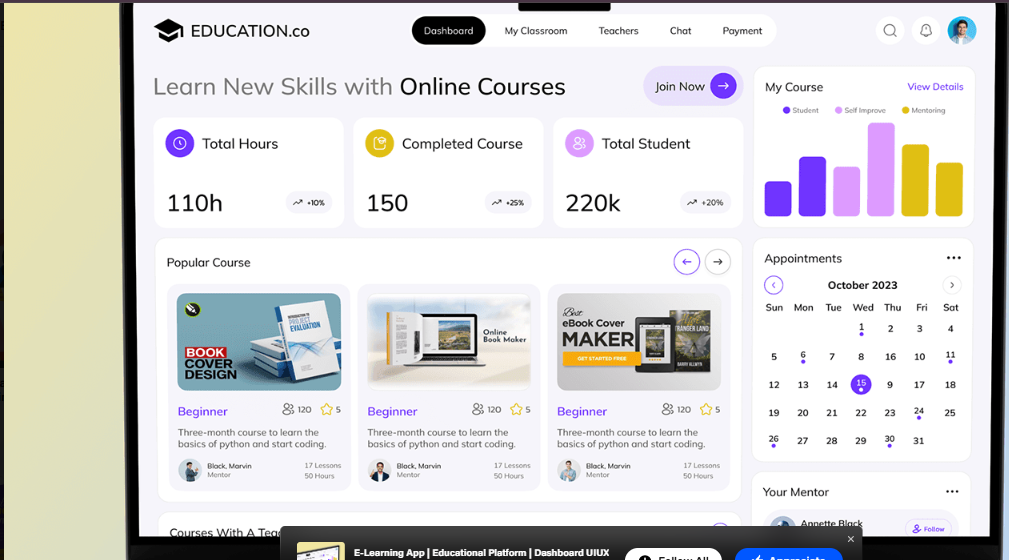 EDUCATION.co
Dashboard
My Classroom
Teachers
Chat
Payment
Learn New Skills with Online Courses
Join Now
Total Hours
110h
+10%
Completed Course
150
+25%
Total Student
220k
+20%
My Course
View Details
Student
Self Improve
Mentoring
Popular Course
INTRODUCTION TO
PROJECT
EVALUATION
BOOK
COVER
DESIGN
Beginner
120
5
Three-month course to learn the
basics of python and start coding.
Black, Marvin
Mentor
17 Lessons
50 Hours
Online
Book Maker
Beginner
120
5
Three-month course to learn the
basics of python and start coding.
Black, Marvin
Mentor
17 Lessons
50 Hours
Best
eBook Cover
MAKER
GET STARTED FREE
Beginner
120
5
Three-month course to learn the
basics of python and start coding.
Black, Marvin
Mentor
17 Lessons
50 Hours
Appointments
October 2023
Sun Mon Tue Wed Thu Fri Sat
1 2 3 4
5 6 7 8 16 10 11
12 13 14 15 9 17 18
19 20 21 22 23 24 25
26 27 28 29 30 31
Your Mentor
Annette Black
Follow
Courses With A Tea
E-Learning App | Educational Platform | Dashboard UIUX
Follow All
Appreciate